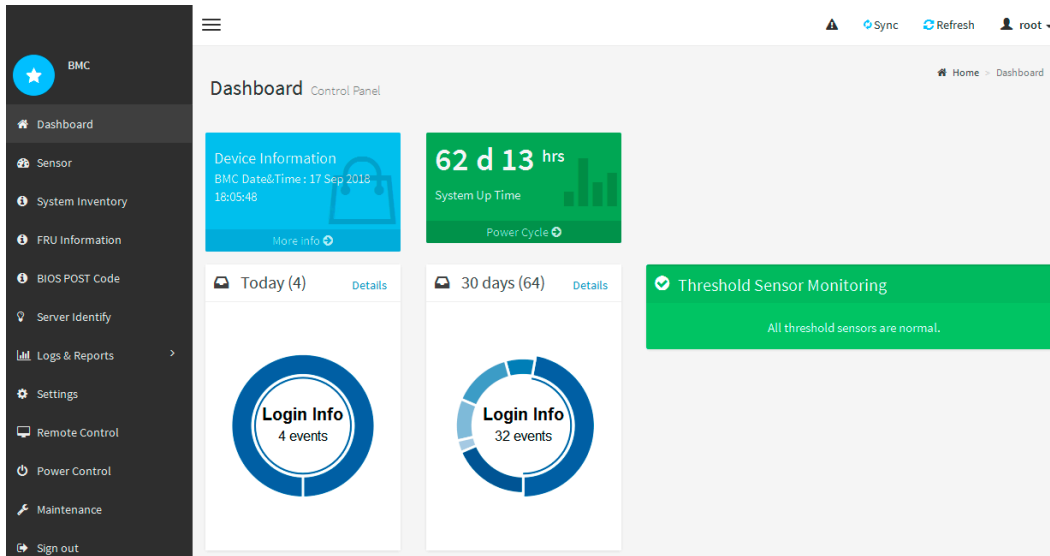 BMC
Dashboard
Sensor
System Inventory
FRU Information
BIOS POST Code
Server Identify
Logs & Reports
Settings
Remote Control
Power Control
Maintenance
Sign out
Sync Refresh root
Dashboard Control Panel
Home > Dashboard
Device Information
BMC Date&Time : 17 Sep 2018
18:05:48
More info
62 d 13 hrs
System Up Time
Power Cycle
Today (4) Details
Login Info
4 events
30 days (64) Details
Login Info
32 events
Threshold Sensor Monitoring
All threshold sensors are normal.